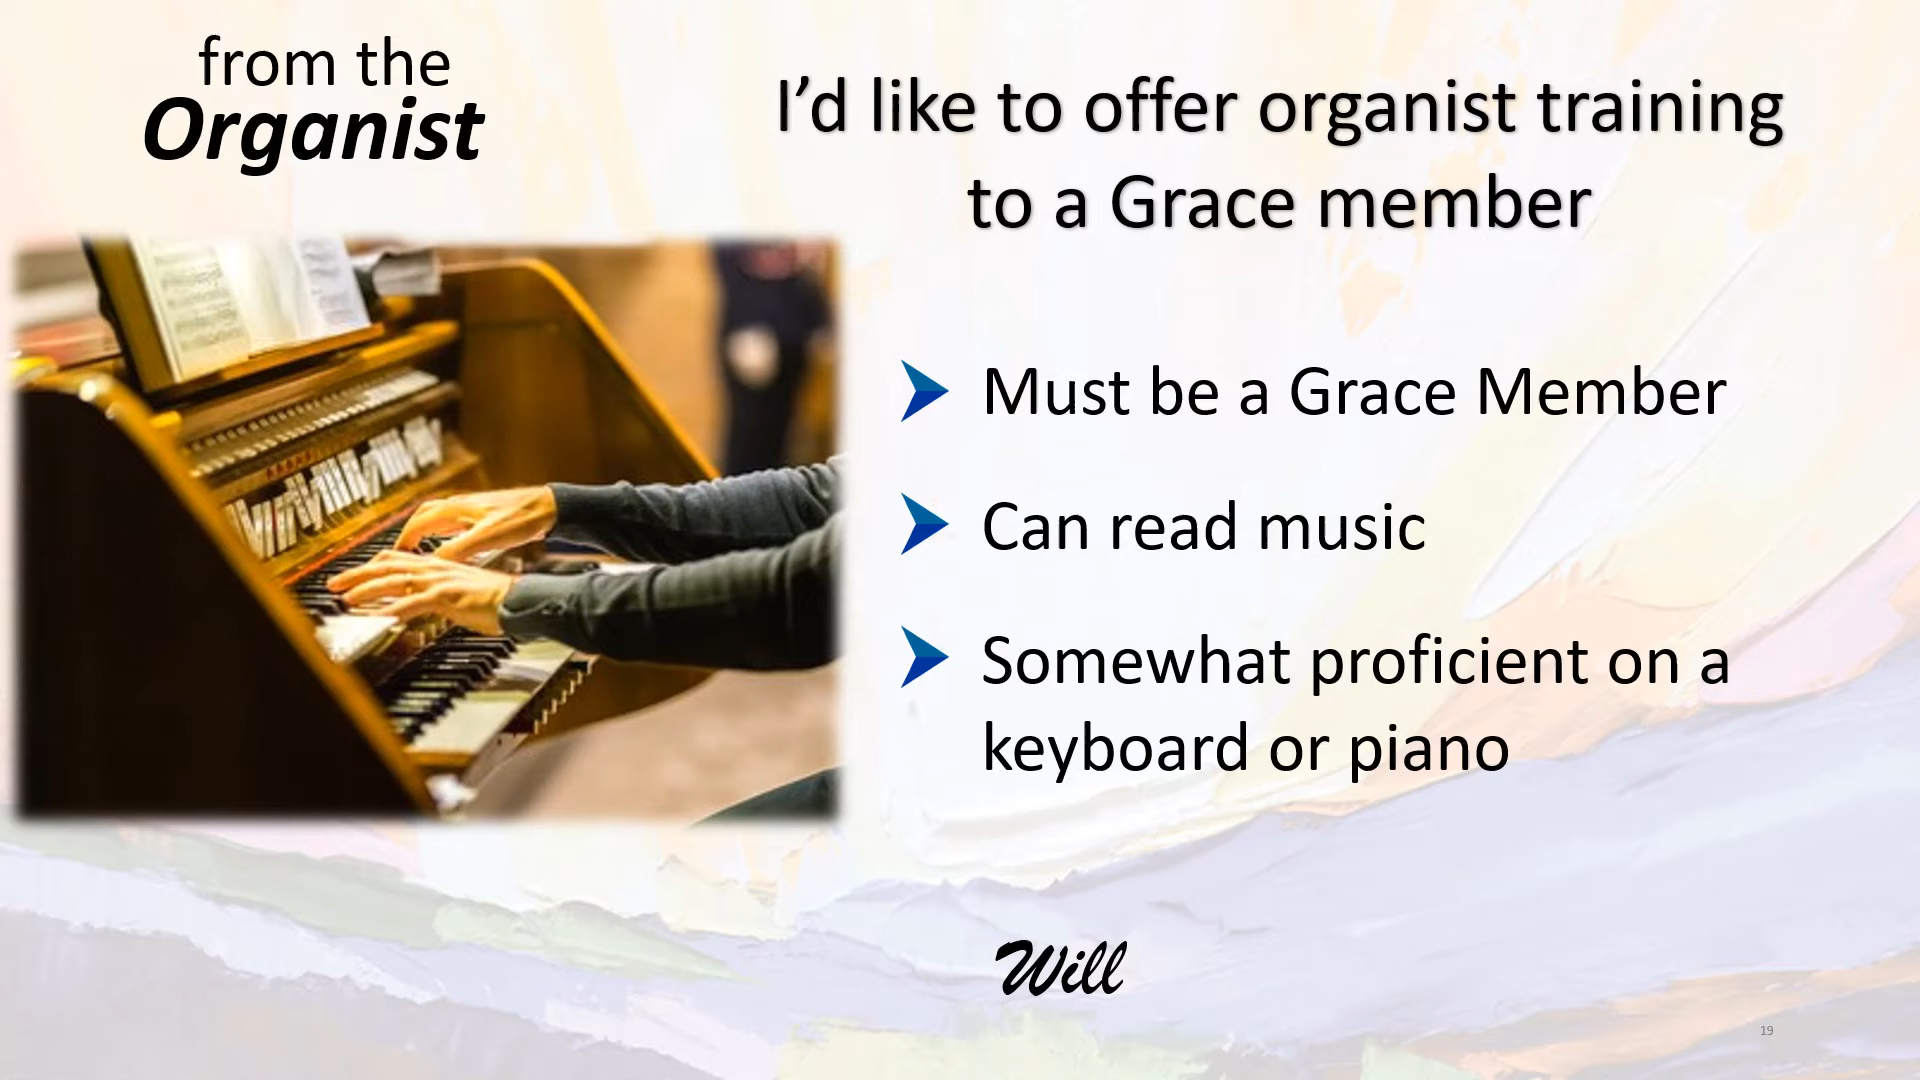 from the
Organist
I’d like to offer organist training
to a Grace member
Must be a Grace Member
Can read music
Somewhat proficient on a
keyboard or piano
Will
19